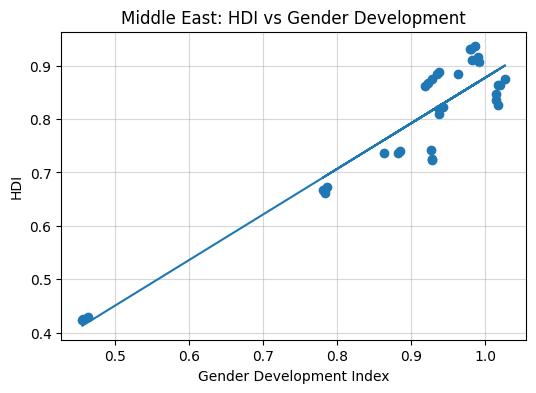 Middle East: HDI vs Gender Development
HDI
0.9
0.8
0.7
0.6
0.5
0.4
0.5 0.6 0.7 0.8 0.9 1.0
Gender Development Index